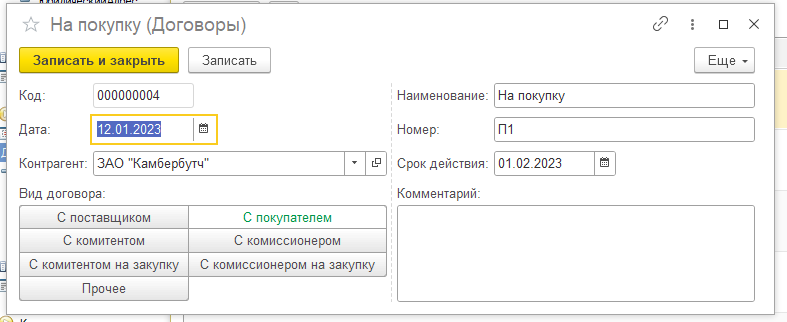 ЮридическийАдрес
На покупку (Договоры)
Записать и закрыть
Записать
Еще
Код: 000000004
Наименование: На покупку
Дата: 12.01.2023
Номер: П1
Контрагент: ЗАО "Камбербутч"
Срок действия: 01.02.2023
Вид договора:
Комментарий:
С поставщиком
С покупателем
С комитентом
С комиссионером
С комитентом на закупку
С комиссионером на закупку
Прочее